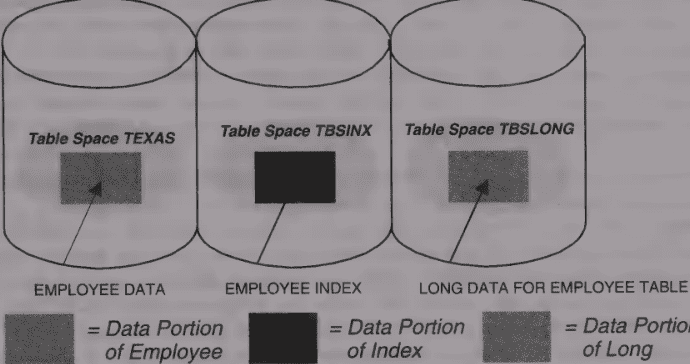 Table Space TEXAS
Table Space TBSINX
Table Space TBSLONG
EMPLOYEE DATA
EMPLOYEE INDEX
LONG DATA FOR EMPLOYEE TABLE
= Data Portion
of Employee
= Data Portion
of Index
= Data Portio
of Long